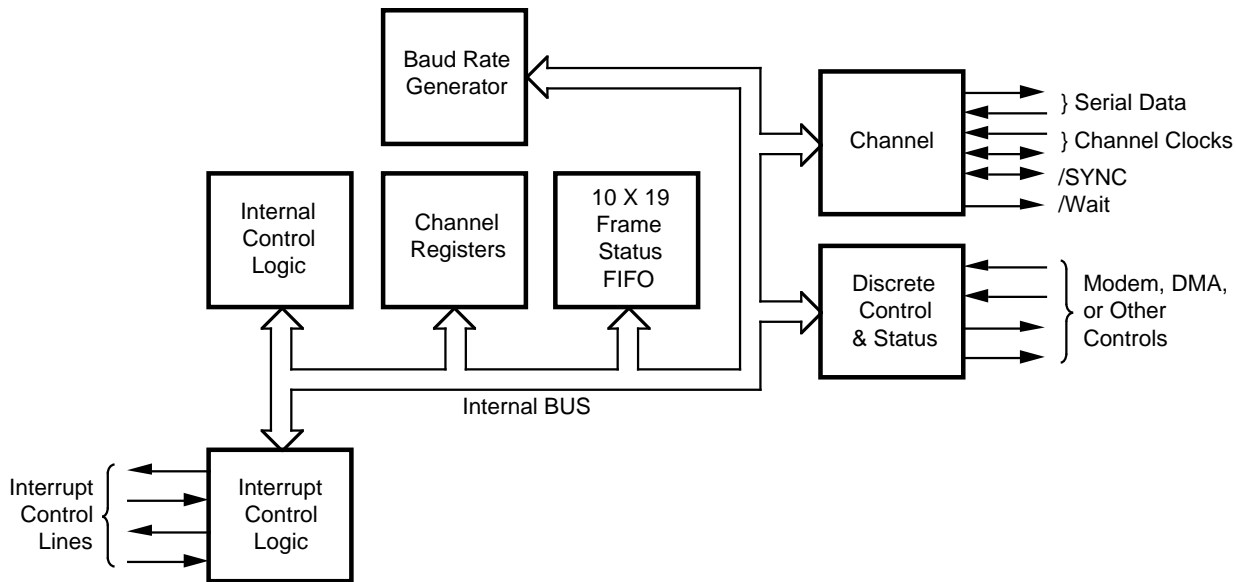 Baud Rate
Generator
Channel
} Serial Data
} Channel Clocks
/SYNC
/Wait
Internal
Control
Logic
Channel
Registers
10 X 19
Frame
Status
FIFO
Discrete
Control
& Status
Modem, DMA,
or Other
Controls
Internal BUS
Interrupt
Control
Lines
Interrupt
Control
Logic